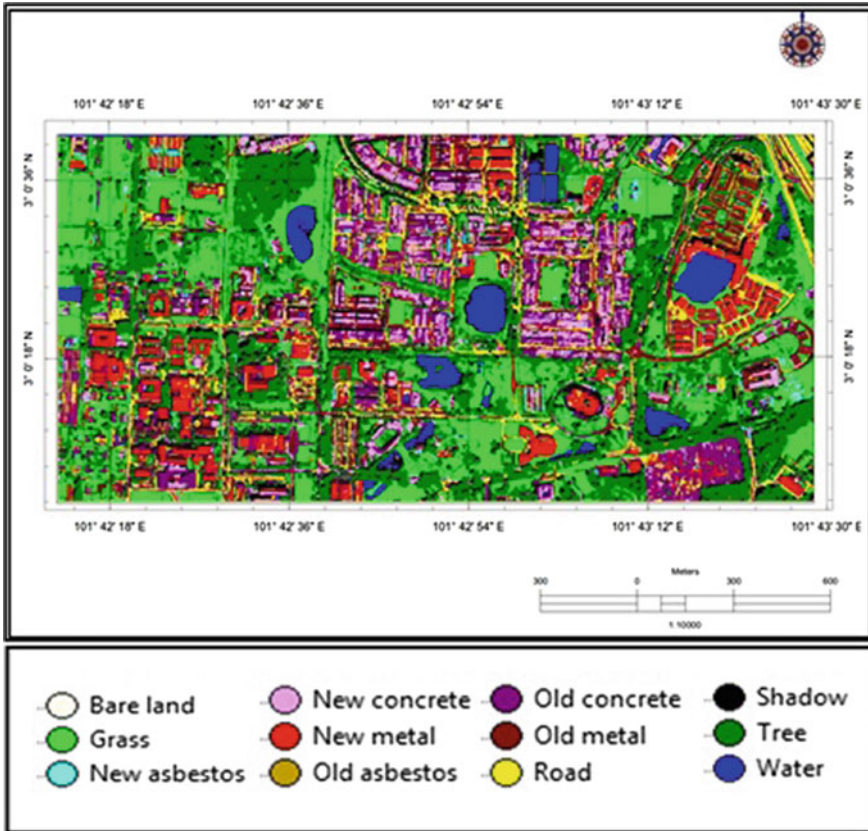 101° 42' 18" E 101° 42' 36" E 101° 42' 54" E 101° 43' 12" E 101° 43' 30" E
3° 0' 36" N 3° 0' 36" N
3° 0' 18" N 3° 0' 18" N
101° 42' 18" E 101° 42' 36" E 101° 42' 54" E 101° 43' 12" E 101° 43' 30" E
Meters
300 0 300 600
1:10000
Bare land New concrete Old concrete Shadow
Grass New metal Old metal Tree
New asbestos Old asbestos Road Water